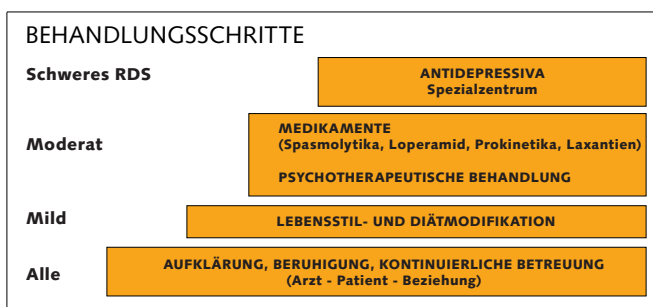 BEHANDLUNGSSCHRITTE
Schweres RDS
ANTIDEPRESSIVA
Spezialzentrum
Moderat
MEDIKAMENTE
(Spasmolytika, Loperamid, Prokinetika, Laxantien)
PSYCHOTHERAPEUTISCHE BEHANDLUNG
Mild
LEBENSSTIL- UND DIÄTMODIFIKATION
Alle
AUFKLÄRUNG, BERUHIGUNG, KONTINUIERLICHE BETREUUNG
(Arzt - Patient - Beziehung)